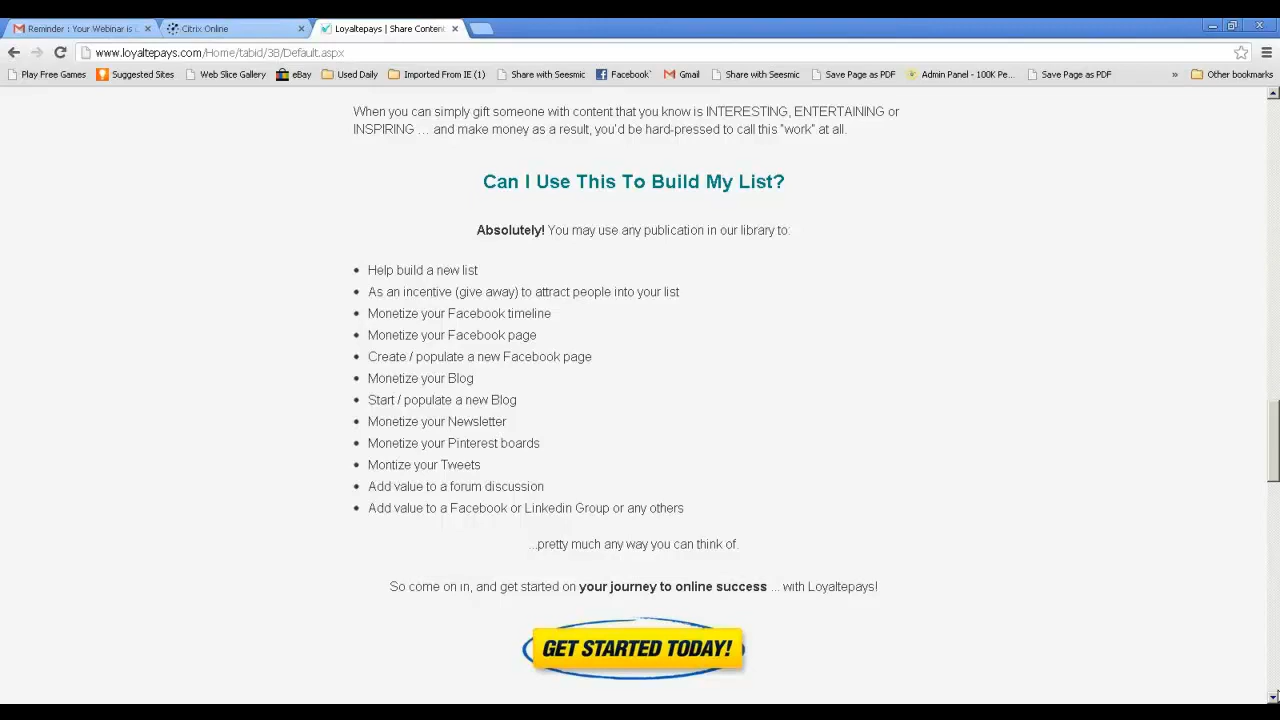 Reminder : Your Webinar is
Citrix Online
Loyaltepays | Share Content
www.loyaltepays.com/Home/tabid/38/Default.aspx
Play Free Games
Suggested Sites
Web Slice Gallery
eBay
Used Daily
Imported From IE (1)
Share with Seesmic
Facebook
Gmail
Share with Seesmic
Save Page as PDF
Admin Panel - 100K Pe...
Save Page as PDF
»
Other bookmarks
When you can simply gift someone with content that you know is INTERESTING, ENTERTAINING or
INSPIRING … and make money as a result, you'd be hard-pressed to call this "work" at all.
Can I Use This To Build My List?
Absolutely! You may use any publication in our library to:
• Help build a new list
• As an incentive (give away) to attract people into your list
• Monetize your Facebook timeline
• Monetize your Facebook page
• Create / populate a new Facebook page
• Monetize your Blog
• Start / populate a new Blog
• Monetize your Newsletter
• Monetize your Pinterest boards
• Montize your Tweets
• Add value to a forum discussion
• Add value to a Facebook or Linkedin Group or any others
...pretty much any way you can think of.
So come on in, and get started on your journey to online success ... with Loyaltepays!
GET STARTED TODAY!